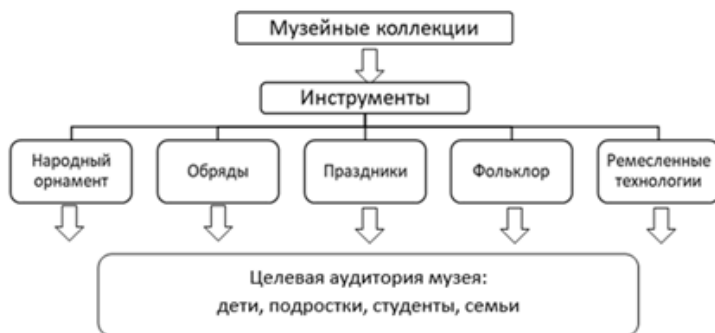 Музейные коллекции
Инструменты
Народный
орнамент
Обряды
Праздники
Фольклор
Ремесленные
технологии
Целевая аудитория музея:
дети, подростки, студенты, семьи